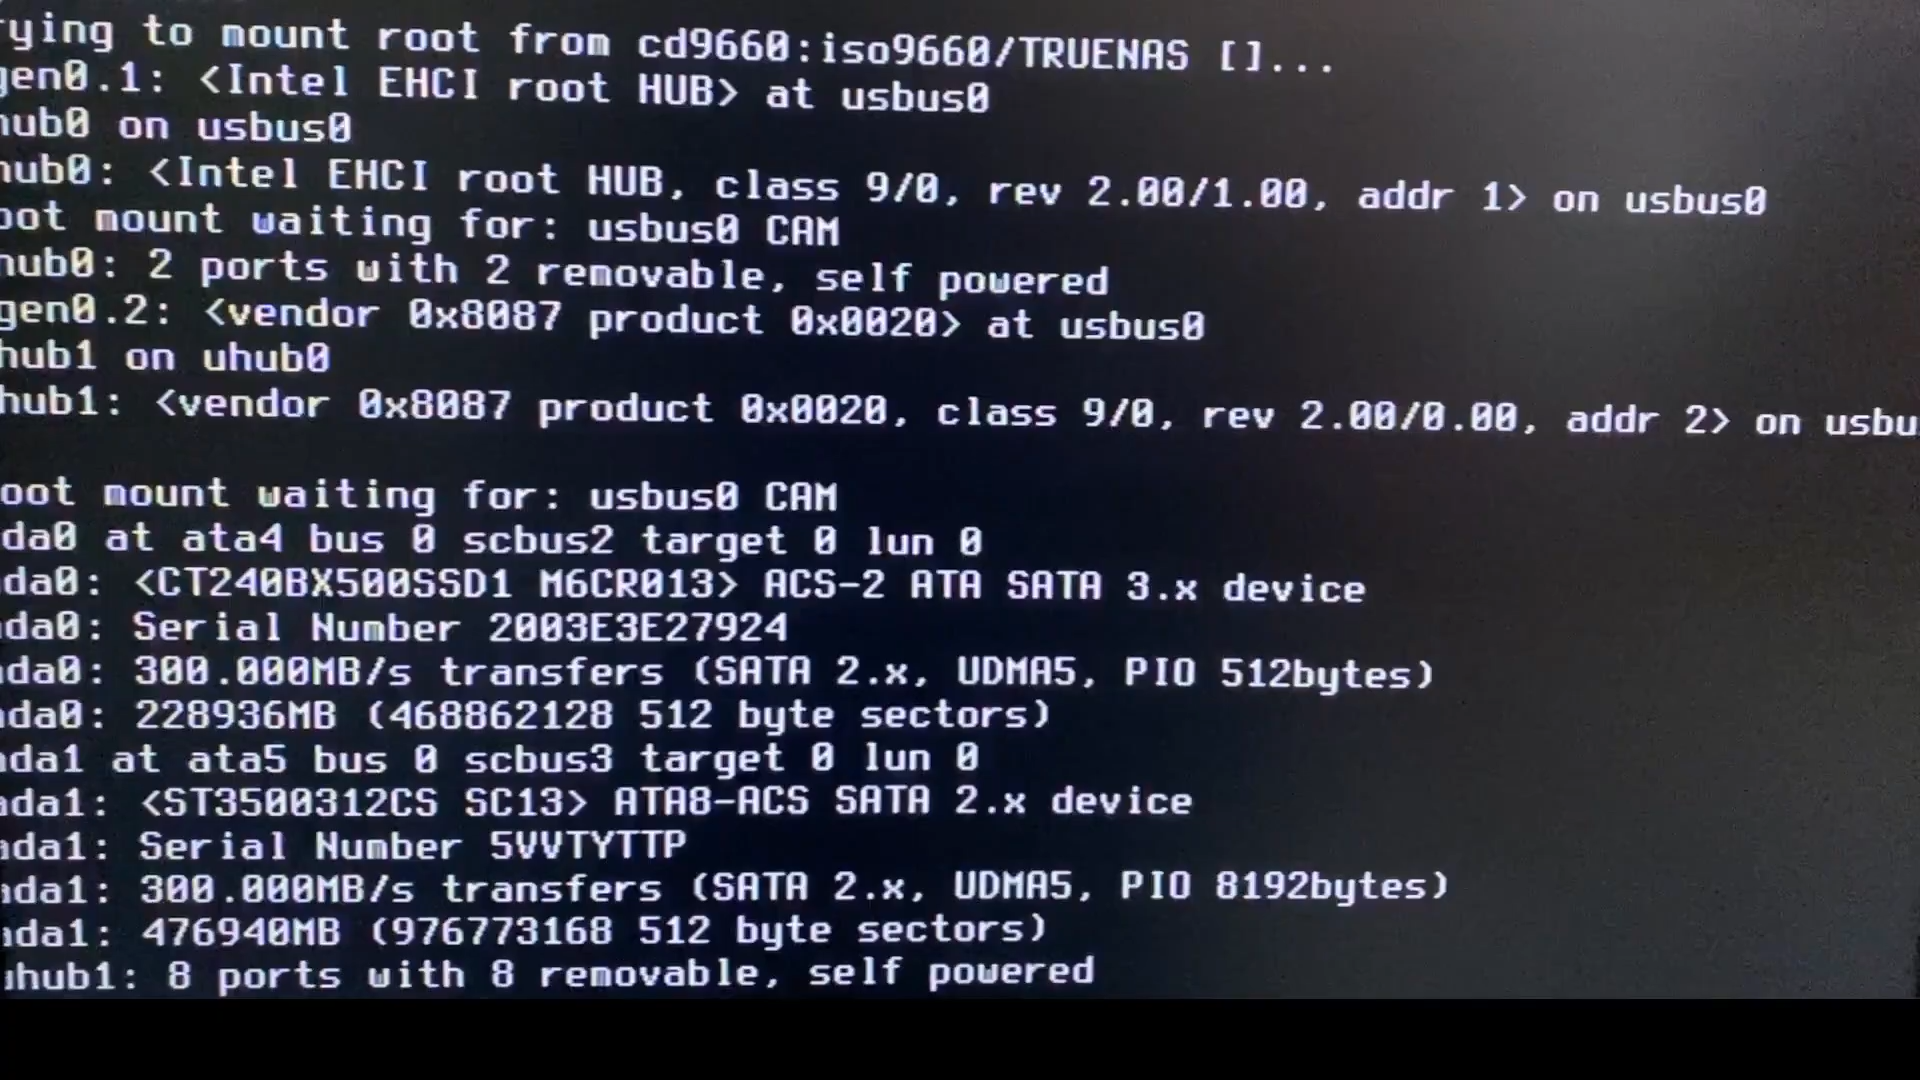 rying to mount root from cd9660:iso9660/TRUENAS []...
gen0.1: <Intel EHCI root HUB> at usbus0
hub0 on usbus0
hub0: <Intel EHCI root HUB, class 9/0, rev 2.00/1.00, addr 1> on usbus0
oot mount waiting for: usbus0 CAM
hub0: 2 ports with 2 removable, self powered
gen0.2: <vendor 0x8087 product 0x0020> at usbus0
hub1 on uhub0
hub1: <vendor 0x8087 product 0x0020, class 9/0, rev 2.00/0.00, addr 2> on usbu
oot mount waiting for: usbus0 CAM
da0 at ata4 bus 0 scbus2 target 0 lun 0
da0: <CT240BX500SSD1 M6CR013> ACS-2 ATA SATA 3.x device
da0: Serial Number 2003E3E27924
da0: 300.000MB/s transfers (SATA 2.x, UDMA5, PIO 512bytes)
da0: 228936MB (468862128 512 byte sectors)
ada1 at ata5 bus 0 scbus3 target 0 lun 0
ada1: <ST3500312CS SC13> ATA8-ACS SATA 2.x device
ada1: Serial Number 5VVTYTTP
ada1: 300.000MB/s transfers (SATA 2.x, UDMA5, PIO 8192bytes)
ada1: 476940MB (976773168 512 byte sectors)
uhub1: 8 ports with 8 removable, self powered